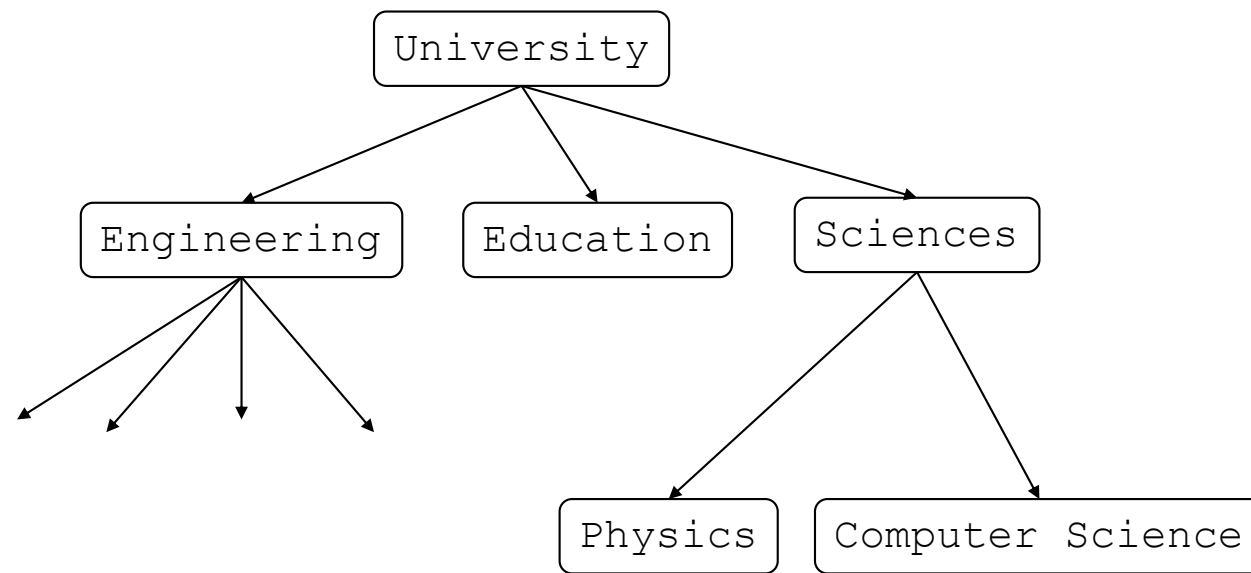 University
Engineering
Education
Sciences
Physics
Computer Science